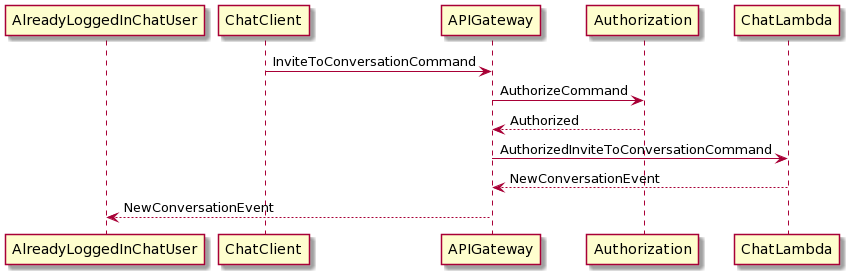 AlreadyLoggedInChatUser
ChatClient
APIGateway
Authorization
ChatLambda
InviteToConversationCommand
AuthorizeCommand
Authorized
AuthorizedInviteToConversationCommand
NewConversationEvent
NewConversationEvent
AlreadyLoggedInChatUser
ChatClient
APIGateway
Authorization
ChatLambda